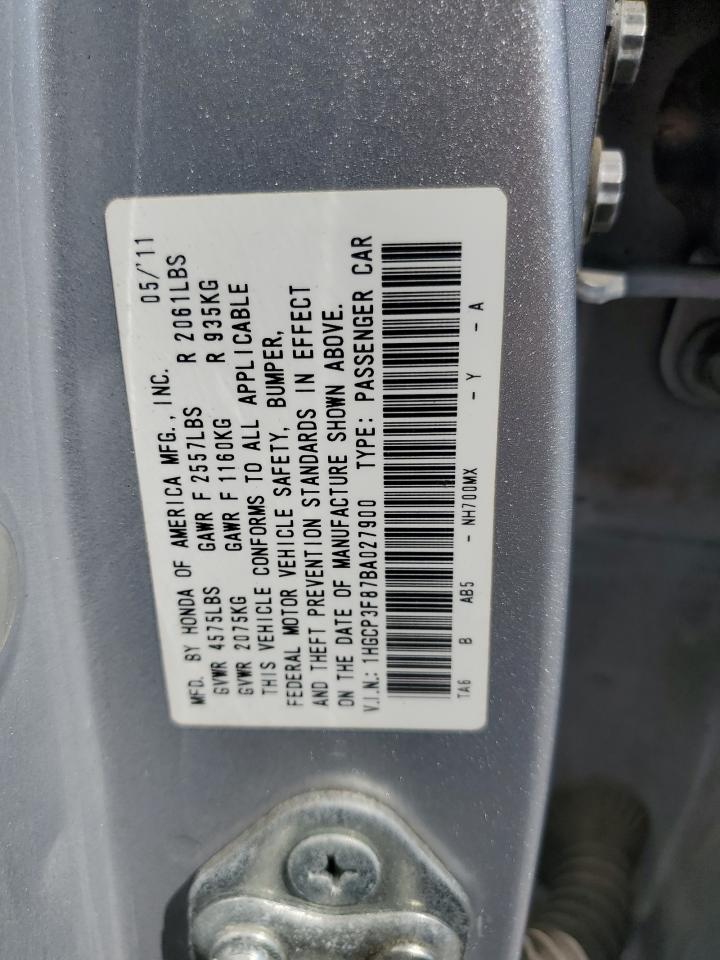 MFD. BY HONDA OF AMERICA MFG., INC. 05/'11
GVWR 4575LBS GAWR F 2557LBS R 2061LBS
GVWR 2075KG GAWR F 1160KG R 935KG
THIS VEHICLE CONFORMS TO ALL APPLICABLE
FEDERAL MOTOR VEHICLE SAFETY, BUMPER,
AND THEFT PREVENTION STANDARDS IN EFFECT
ON THE DATE OF MANUFACTURE SHOWN ABOVE.
V.I.N.: 1HGCP3F87BA027900 TYPE: PASSENGER CAR
TA6 B AB5 - NH700MX - Y - A